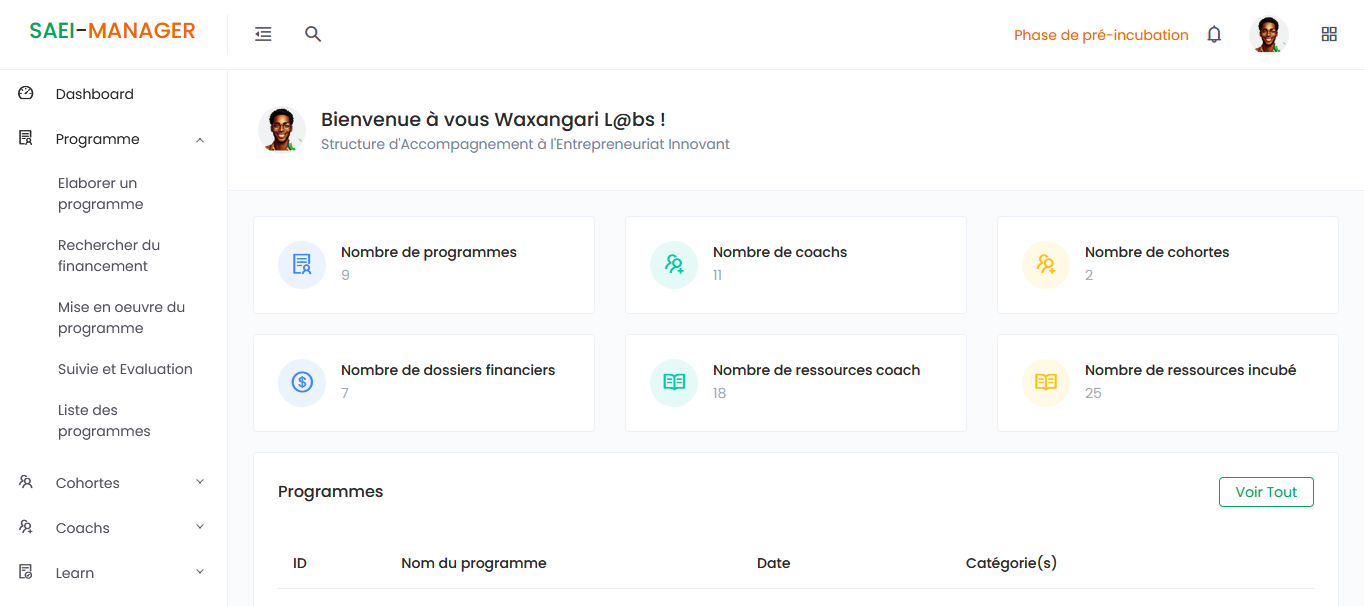 SAEI-MANAGER
Phase de pré-incubation
Dashboard
Programme
Elaborer un
programme
Rechercher du
financement
Mise en oeuvre du
programme
Suivie et Evaluation
Liste des
programmes
Cohortes
Coachs
Learn
Bienvenue à vous Waxangari L@bs !
Structure d'Accompagnement à l'Entrepreneuriat Innovant
Nombre de programmes
9
Nombre de coachs
11
Nombre de cohortes
2
Nombre de dossiers financiers
7
Nombre de ressources coach
18
Nombre de ressources incubé
25
Programmes
Voir Tout
ID Nom du programme Date Catégorie(s)